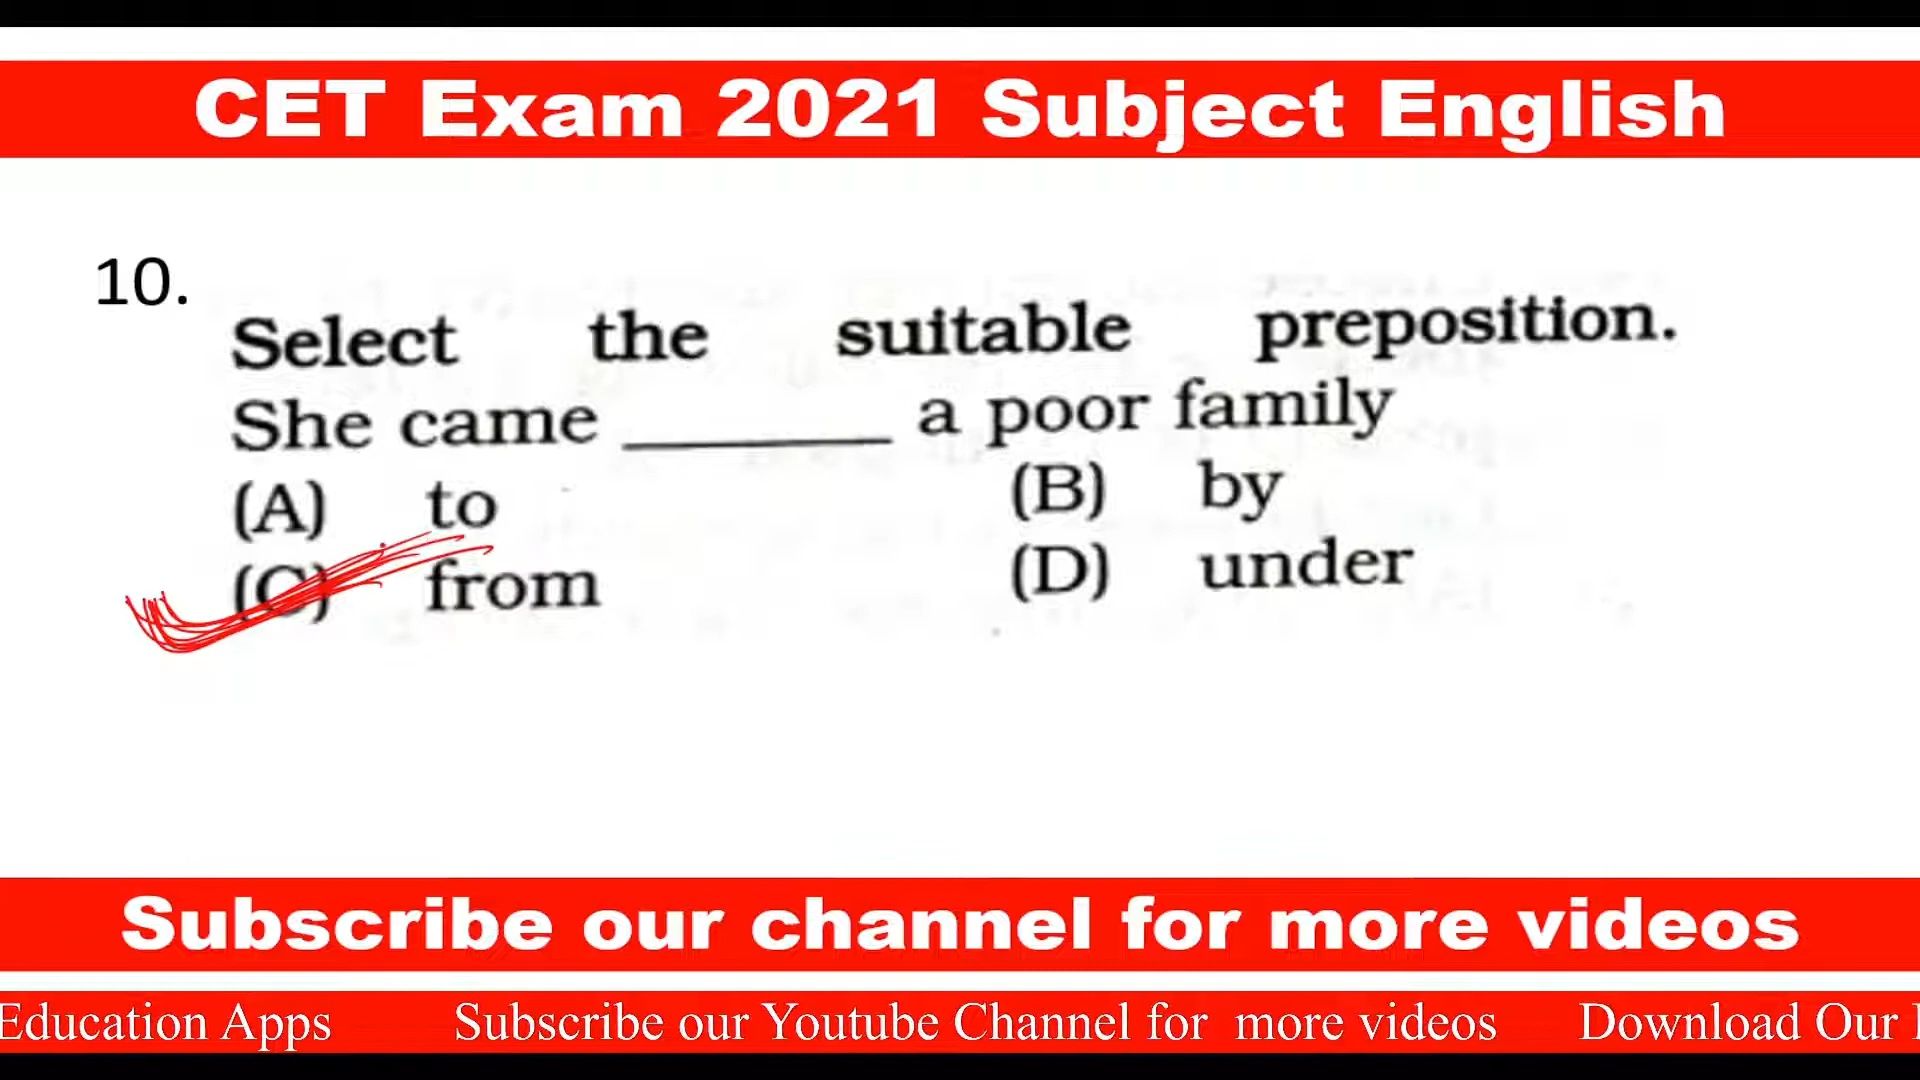 CET Exam 2021 Subject English
10.
Select the suitable preposition.
She came ________ a poor family
(A) to (B) by
(C) from (D) under
Subscribe our channel for more videos
Education Apps Subscribe our Youtube Channel for more videos Download Our